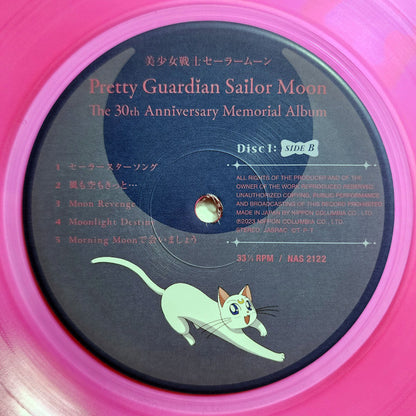 美少女戦士セーラームーン
Pretty Guardian Sailor Moon
The 30th Anniversary Memorial Album
Disc1: SIDE B
1 セーラースターソング
2 風も空もきっと…
3 Moon Revenge
4 Moonlight Destiny
5 Morning Moonで会いましょう
ALL RIGHTS OF THE PRODUCER AND OF THE
OWNER OF THE WORK REPRODUCED RESERVED.
UNAUTHORIZED COPYING, PUBLIC PERFORMANCE
AND BROADCASTING OF THIS RECORD PROHIBITED
MADE IN JAPAN BY NIPPON COLUMBIA CO., LTD.
℗2023 NIPPON COLUMBIA CO., LTD.
STEREO, JASRAC
33⅓ RPM / NAS 2122